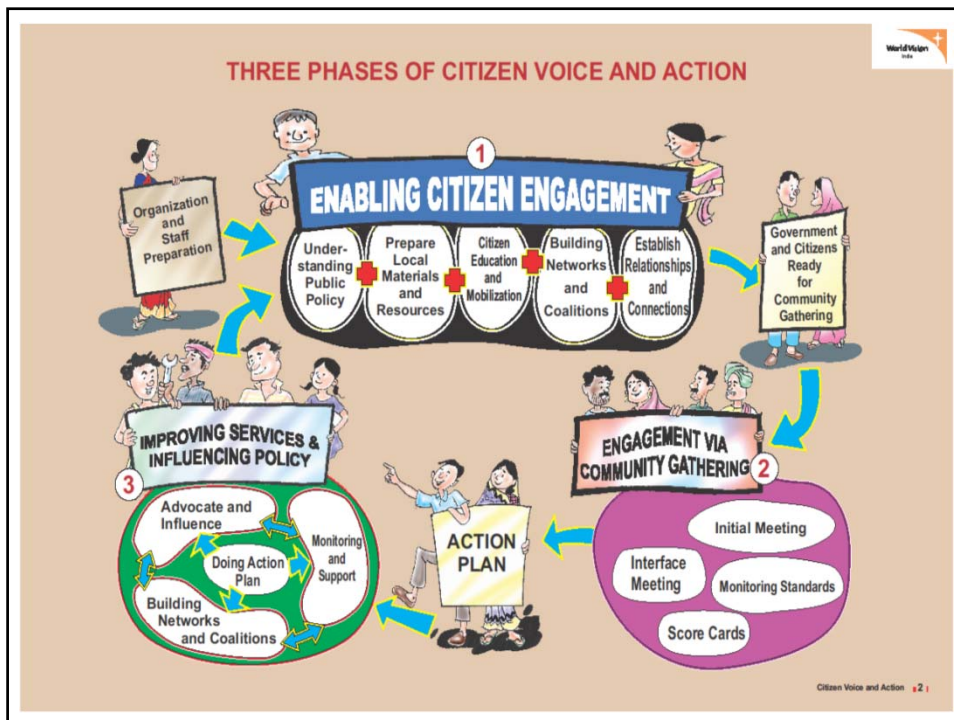 World Vision
India
THREE PHASES OF CITIZEN VOICE AND ACTION
Organization
and
Staff
Preparation
1
ENABLING CITIZEN ENGAGEMENT
Under-
standing
Public
Policy
Prepare
Local
Materials
and
Resources
Citizen
Education
and
Mobilization
Building
Networks
and
Coalitions
Establish
Relationships
and
Connections
Government
and Citizens
Ready
for
Community
Gathering
ENGAGEMENT VIA
COMMUNITY GATHERING
2
Initial Meeting
Interface
Meeting
Monitoring Standards
Score Cards
ACTION
PLAN
IMPROVING SERVICES &
INFLUENCING POLICY
3
Advocate and
Influence
Doing Action
Plan
Monitoring
and
Support
Building
Networks
and Coalitions
Citizen Voice and Action 2